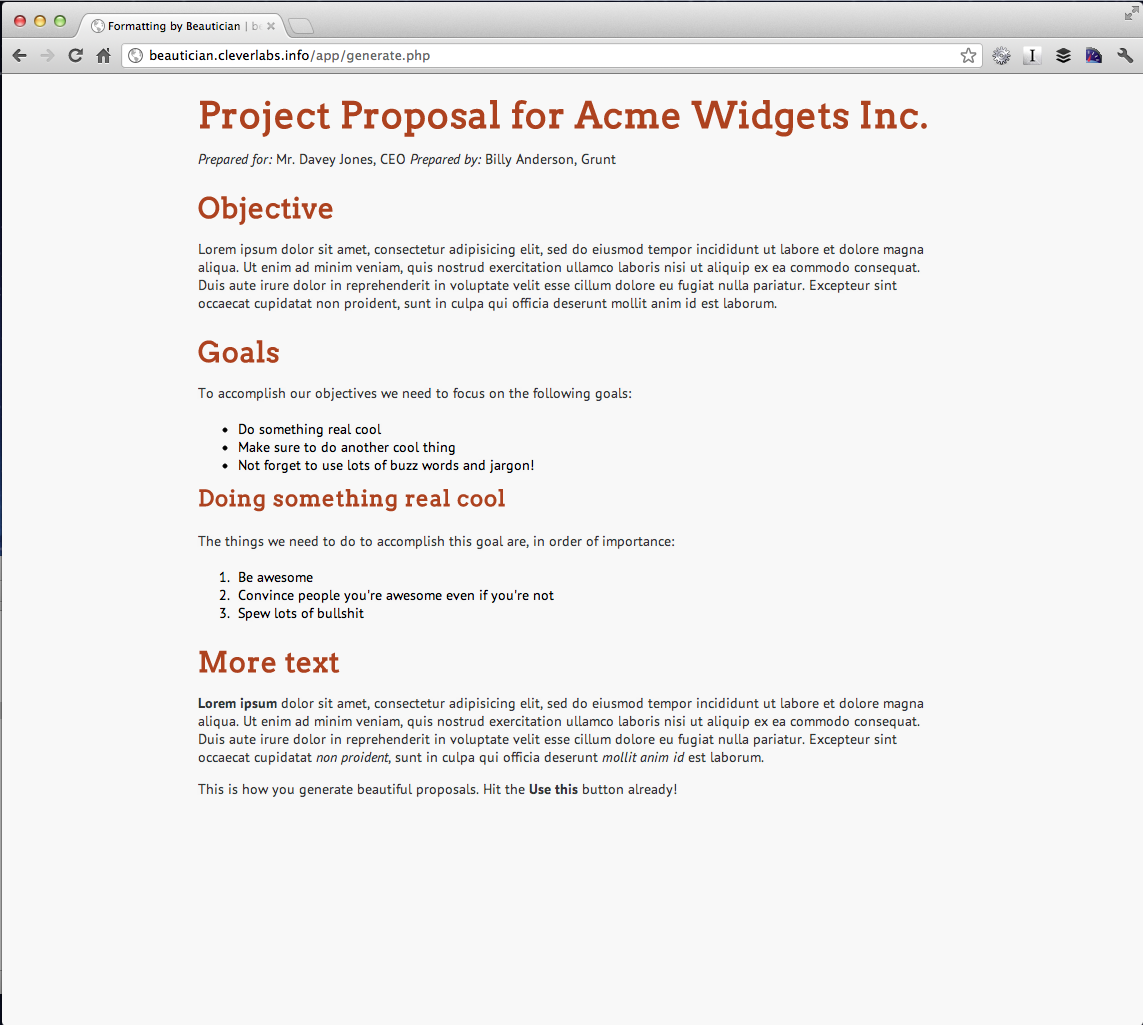 Formatting by Beautician | be
beautician.cleverlabs.info/app/generate.php
I
Project Proposal for Acme Widgets Inc.
Prepared for: Mr. Davey Jones, CEO Prepared by: Billy Anderson, Grunt
Objective
Lorem ipsum dolor sit amet, consectetur adipisicing elit, sed do eiusmod tempor incididunt ut labore et dolore magna
aliqua. Ut enim ad minim veniam, quis nostrud exercitation ullamco laboris nisi ut aliquip ex ea commodo consequat.
Duis aute irure dolor in reprehenderit in voluptate velit esse cillum dolore eu fugiat nulla pariatur. Excepteur sint
occaecat cupidatat non proident, sunt in culpa qui officia deserunt mollit anim id est laborum.
Goals
To accomplish our objectives we need to focus on the following goals:
• Do something real cool
• Make sure to do another cool thing
• Not forget to use lots of buzz words and jargon!
Doing something real cool
The things we need to do to accomplish this goal are, in order of importance:
1. Be awesome
2. Convince people you're awesome even if you're not
3. Spew lots of bullshit
More text
Lorem ipsum dolor sit amet, consectetur adipisicing elit, sed do eiusmod tempor incididunt ut labore et dolore magna
aliqua. Ut enim ad minim veniam, quis nostrud exercitation ullamco laboris nisi ut aliquip ex ea commodo consequat.
Duis aute irure dolor in reprehenderit in voluptate velit esse cillum dolore eu fugiat nulla pariatur. Excepteur sint
occaecat cupidatat non proident, sunt in culpa qui officia deserunt mollit anim id est laborum.
This is how you generate beautiful proposals. Hit the Use this button already!